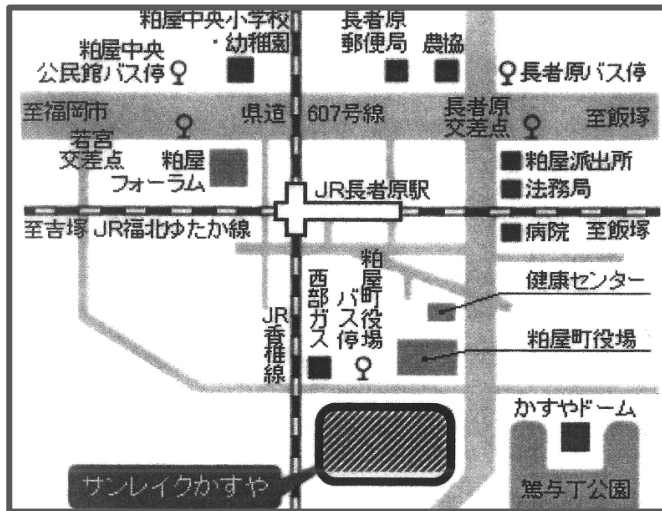 粕屋中央小学校
・幼稚園
粕屋中央
公民館バス停
長者原
郵便局
農協
長者原バス停
至福岡市
県道
607号線
長者原
交差点
至飯塚
若宮
交差点
粕屋
フォーラム
粕屋派出所
法務局
JR長者原駅
至吉塚
JR福北ゆたか線
病院
至飯塚
西部ガス
粕屋町役場
バス停
健康センター
JR香椎線
粕屋町役場
かすやドーム
サンレイクかすや
駕与丁公園